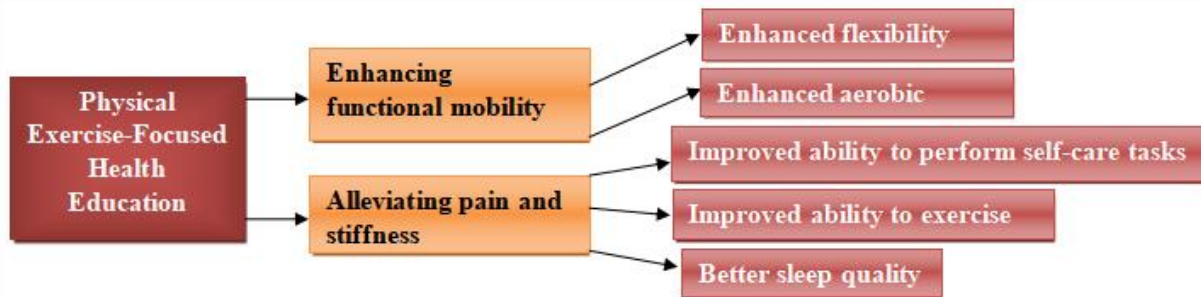 Physical
Exercise-Focused
Health
Education
Enhancing
functional mobility
Alleviating pain and
stiffness
Enhanced flexibility
Enhanced aerobic
Improved ability to perform self-care tasks
Improved ability to exercise
Better sleep quality